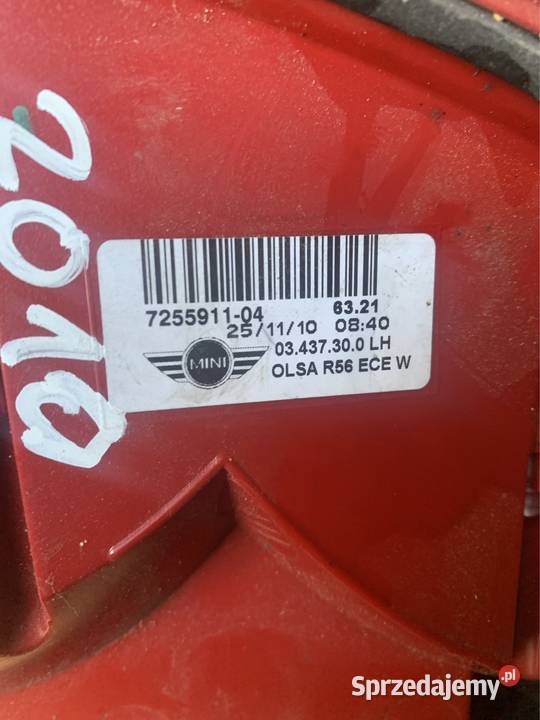 2010
7255911-04 63.21
25/11/10 08:40
03.437.30.0 LH
MINI
OLSA R56 ECE W
Sprzedajemy.pl